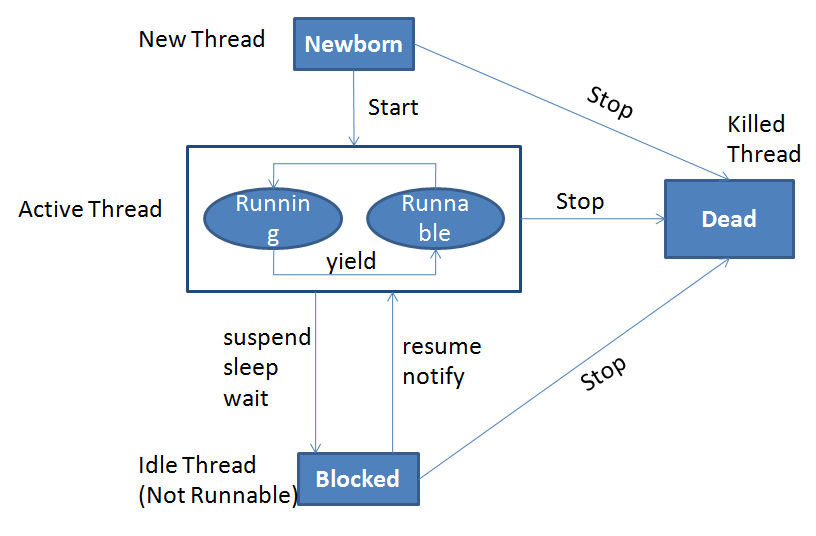 New Thread
Newborn
Start
Stop
Killed
Thread
Active Thread
Runnin
g
Runna
ble
yield
Stop
Dead
suspend
sleep
wait
resume
notify
Stop
Idle Thread
(Not Runnable)
Blocked